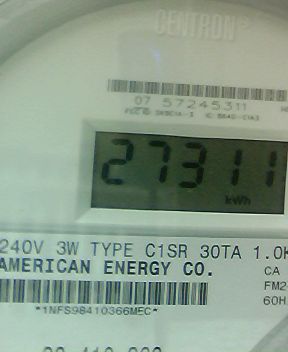 CENTRON®
07 57245311
27311
kWh
240V 3W TYPE C1SR 30TA 1.0K
AMERICAN ENERGY CO.
CA
FM2
60H
*1NFS98410366MEC*